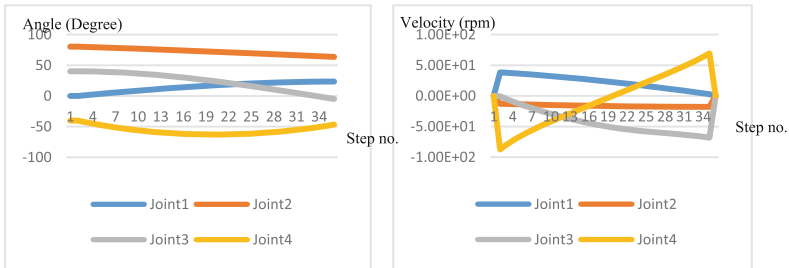 Angle (Degree)
100
50
0
-50
-100
1 4 7 10 13 16 19 22 25 28 31 34
Step no.
Joint1 Joint2
Joint3 Joint4
Velocity (rpm)
1.00E+02
5.00E+01
0.00E+00
-5.00E+01
-1.00E+02
1 4 7 10 13 16 19 22 25 28 31 34
Step no.
Joint1 Joint2
Joint3 Joint4